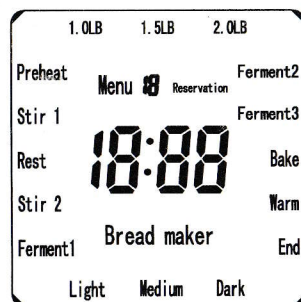 1.0LB 1.5LB 2.0LB
Preheat Menu 18 Reservation Ferment2
Stir 1 Ferment3
Rest 18:88 Bake
Stir 2 Warm
Ferment1 Bread maker End
Light Medium Dark